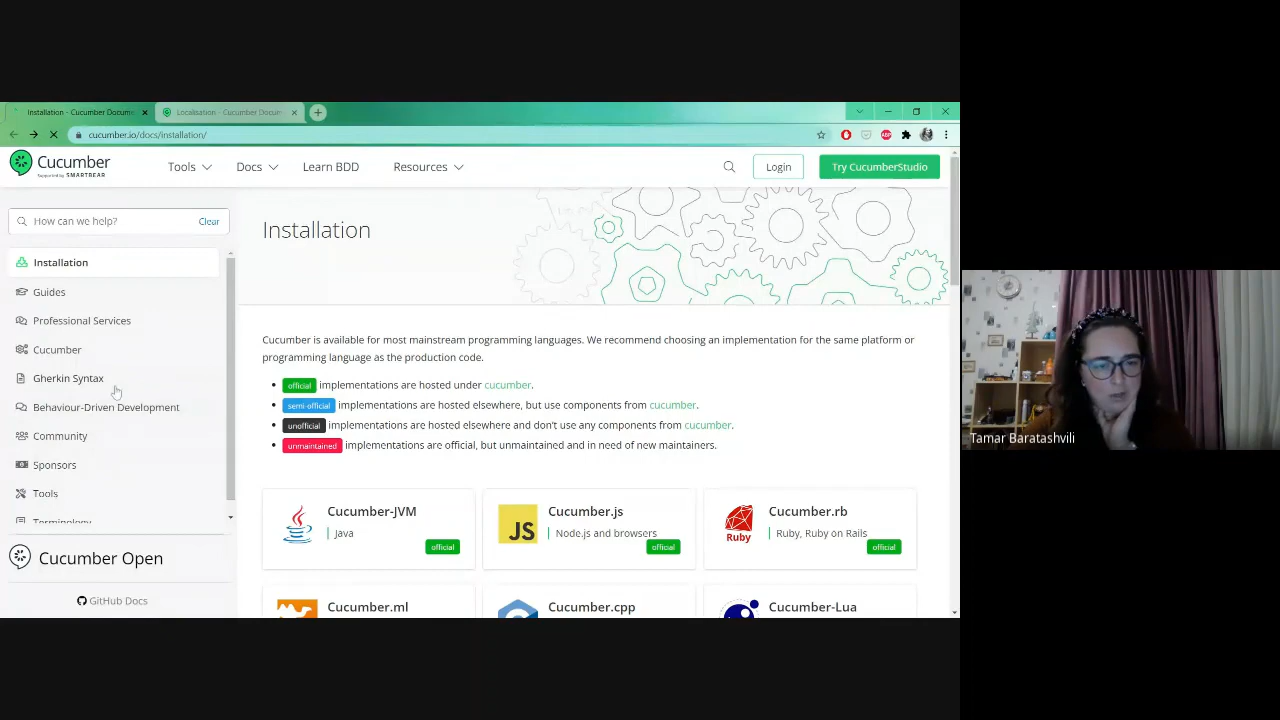 Installation - Cucumber Docume
Localisation - Cucumber Docum
cucumber.io/docs/installation/
ABP
Cucumber
Supported by SMARTBEAR
Tools
Docs
Learn BDD
Resources
Login
Try CucumberStudio
How can we help?
Clear
Installation
Guides
Professional Services
Cucumber
Gherkin Syntax
Behaviour-Driven Development
Community
Sponsors
Tools
Terminology
Cucumber Open
GitHub Docs
Installation
Cucumber is available for most mainstream programming languages. We recommend choosing an implementation for the same platform or
programming language as the production code.
official implementations are hosted under cucumber.
semi-official implementations are hosted elsewhere, but use components from cucumber.
unofficial implementations are hosted elsewhere and don't use any components from cucumber.
unmaintained implementations are official, but unmaintained and in need of new maintainers.
Cucumber-JVM
Java
official
JS
Cucumber.js
Node.js and browsers
official
Ruby
Cucumber.rb
Ruby, Ruby on Rails
official
Cucumber.ml
Cucumber.cpp
Cucumber-Lua
Tamar Baratashvili